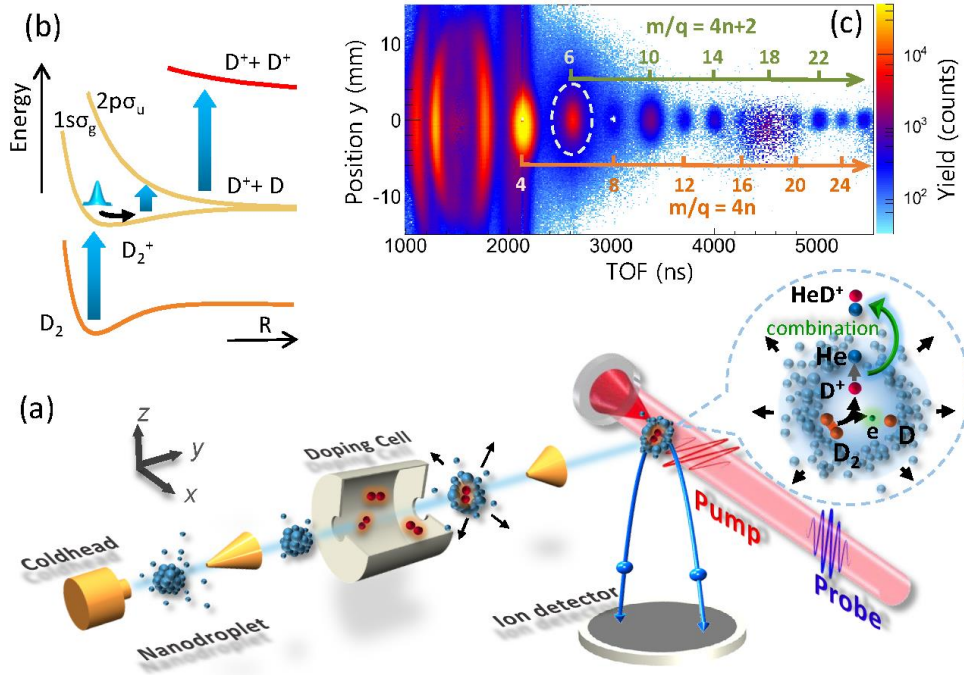 (b)
Energy
1sσg
2pσu
D⁺+ D⁺
D⁺+ D
D₂⁺
D₂
R
(c)
m/q = 4n+2
6 10 14 18 22
4 8 12 16 20 24
m/q = 4n
Position y (mm)
10
0
-10
1000 2000 3000 4000 5000
TOF (ns)
10⁴
10³
10²
Yield (counts)
(a)
z
y
x
Coldhead
Nanodroplet
Doping Cell
Ion detector
Pump
Probe
HeD⁺
combination
He
D⁺
e
D
D₂